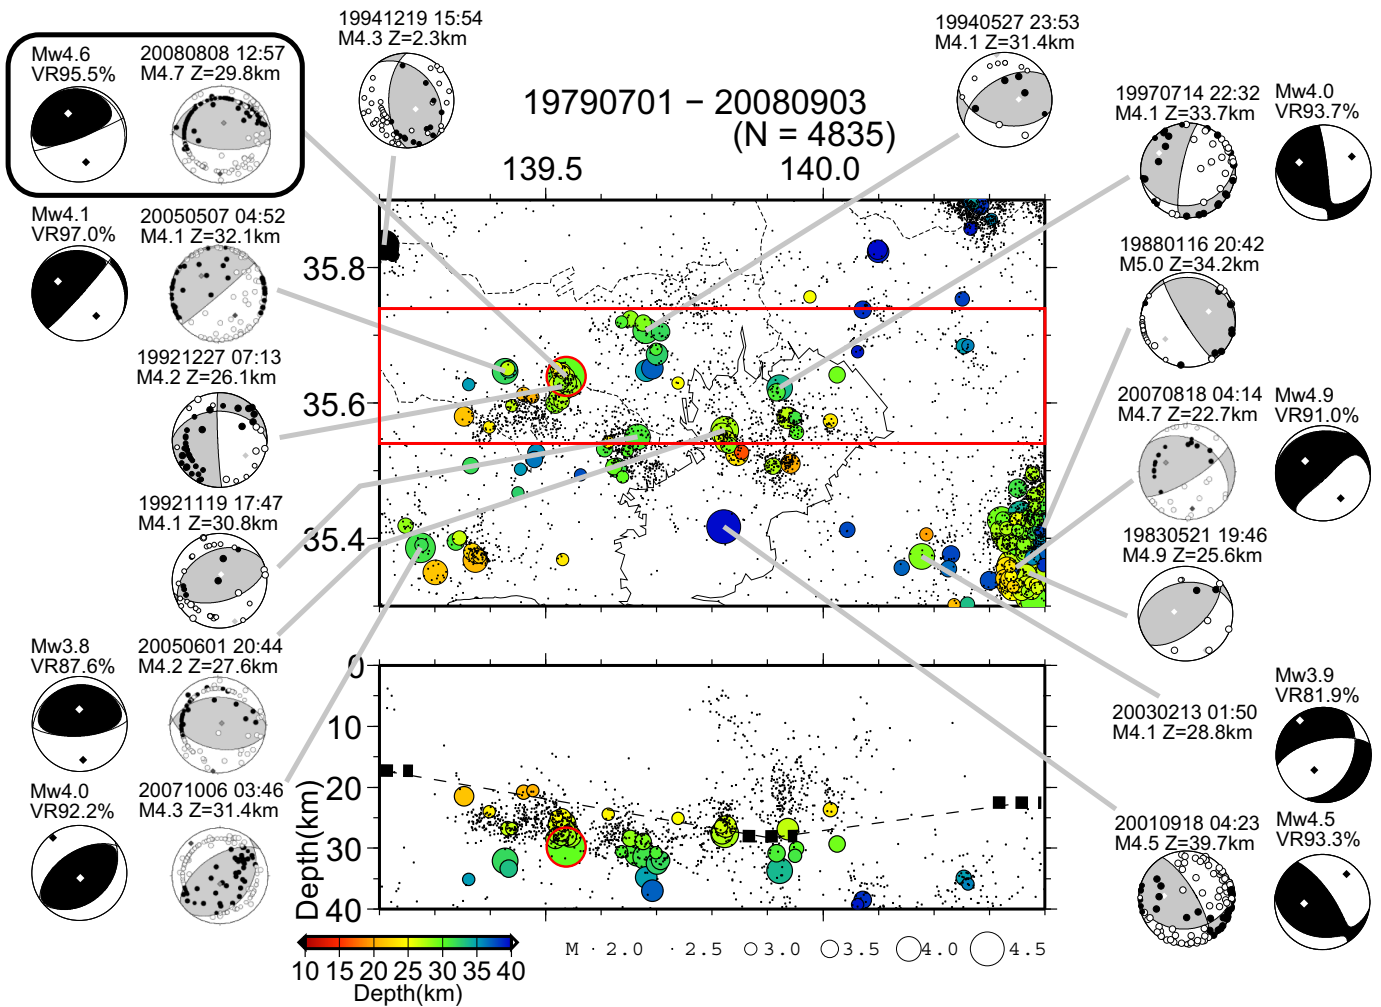 19790701 − 20080903
(N = 4835)
139.5
140.0
Mw4.6
VR95.5%
20080808 12:57
M4.7 Z=29.8km
19941219 15:54
M4.3 Z=2.3km
19940527 23:53
M4.1 Z=31.4km
19970714 22:32
M4.1 Z=33.7km
Mw4.0
VR93.7%
Mw4.1
VR97.0%
20050507 04:52
M4.1 Z=32.1km
19880116 20:42
M5.0 Z=34.2km
19921227 07:13
M4.2 Z=26.1km
20070818 04:14
M4.7 Z=22.7km
Mw4.9
VR91.0%
19921119 17:47
M4.1 Z=30.8km
19830521 19:46
M4.9 Z=25.6km
Mw3.8
VR87.6%
20050601 20:44
M4.2 Z=27.6km
20030213 01:50
M4.1 Z=28.8km
Mw3.9
VR81.9%
Mw4.0
VR92.2%
20071006 03:46
M4.3 Z=31.4km
20010918 04:23
M4.5 Z=39.7km
Mw4.5
VR93.3%
35.8
35.6
35.4
0
10
20
30
40
Depth(km)
10 15 20 25 30 35 40
Depth(km)
M 2.0 2.5 3.0 3.5 4.0 4.5